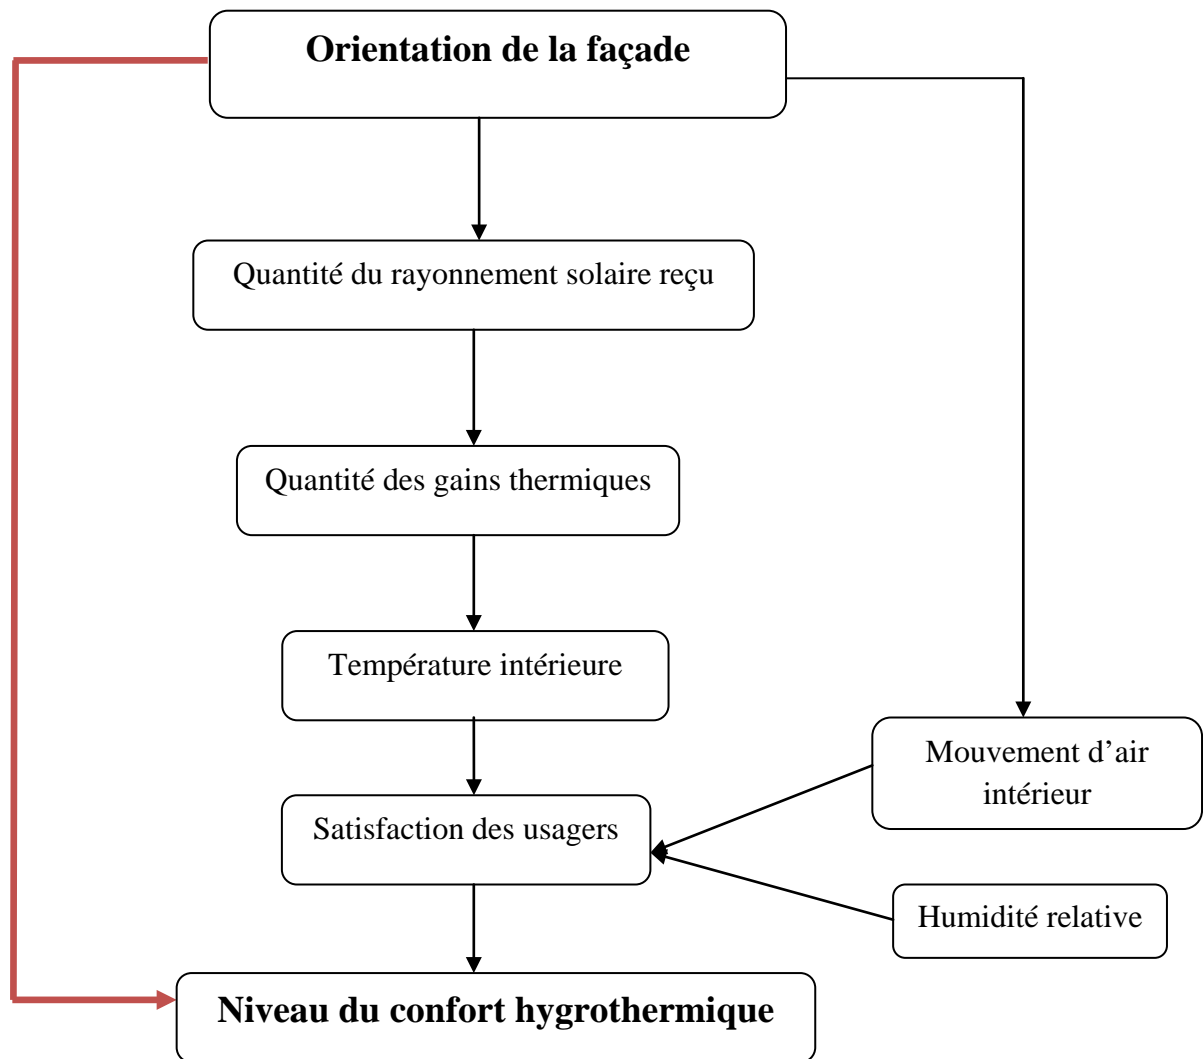 Orientation de la façade
Quantité du rayonnement solaire reçu
Quantité des gains thermiques
Température intérieure
Mouvement d’air
intérieur
Satisfaction des usagers
Humidité relative
Niveau du confort hygrothermique